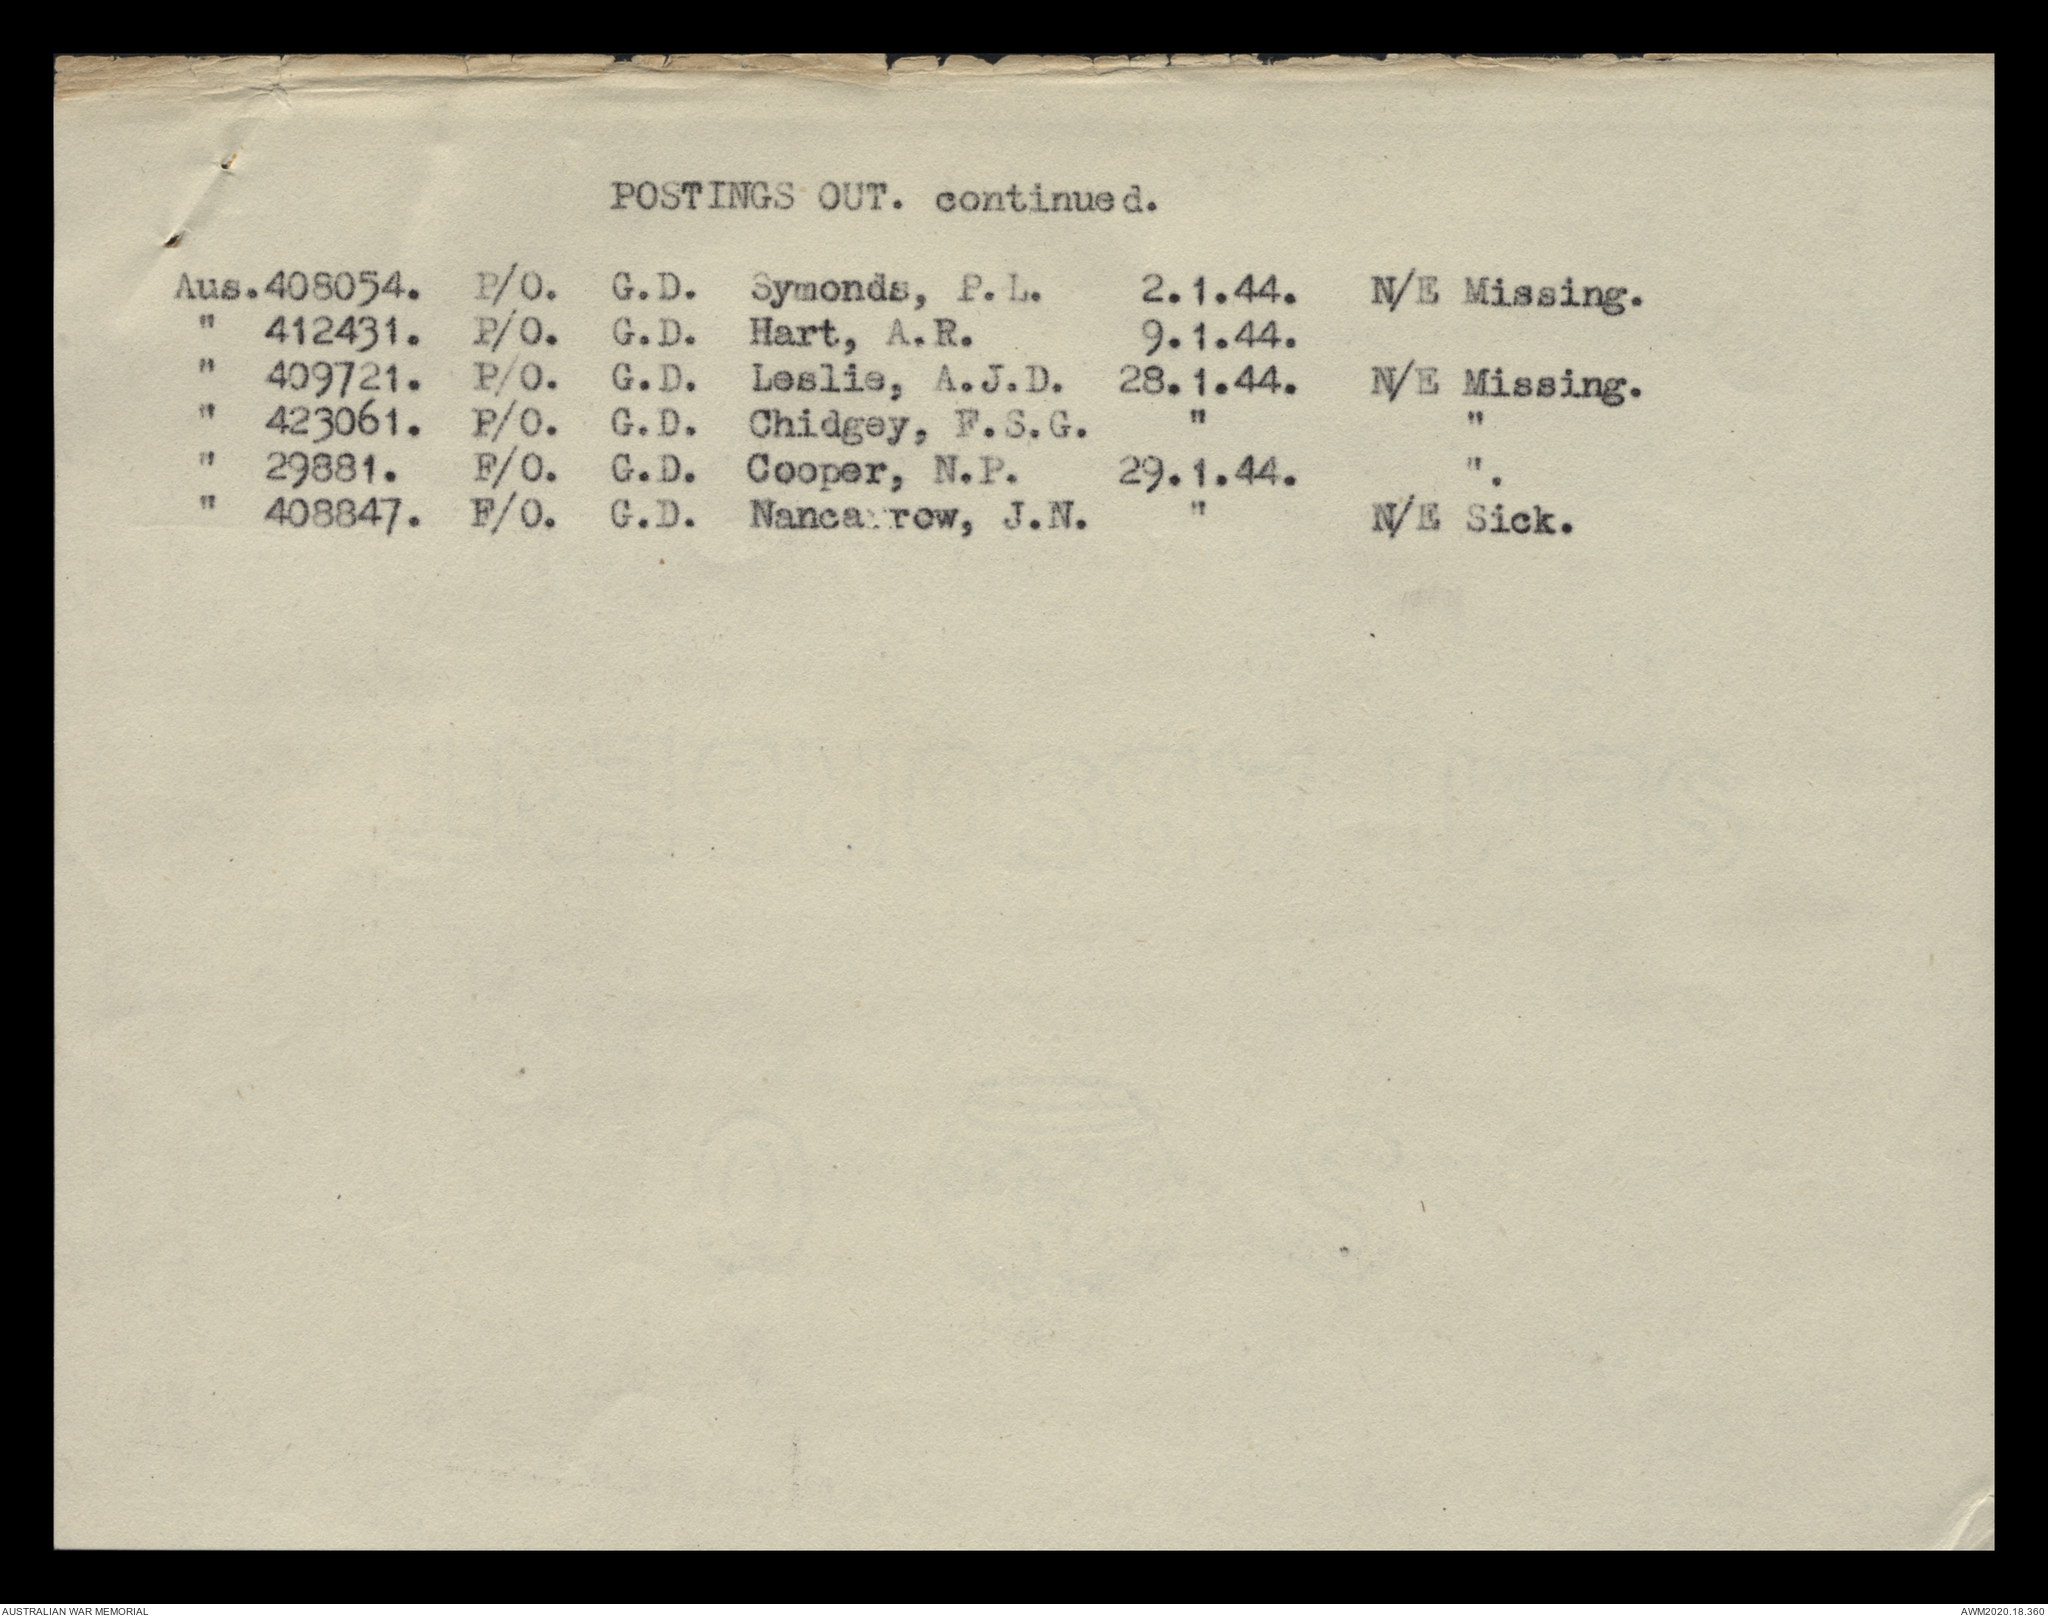 POSTINGS OUT. continued.
Aus.408054. P/O. G.D. Symonds, P.L. 2.1.44. N/E Missing.
" 412431. P/O. G.D. Hart, A.R. 9.1.44.
" 409721. P/O. G.D. Leslie, A.J.D. 28.1.44. N/E Missing.
" 423061. P/O. G.D. Chidgey, F.S.G. " "
" 29881. F/O. G.D. Cooper, N.P. 29.1.44. ".
" 408847. F/O. G.D. Nancarrow, J.N. " N/E Sick.
AUSTRALIAN WAR MEMORIAL AWM2020.18.360